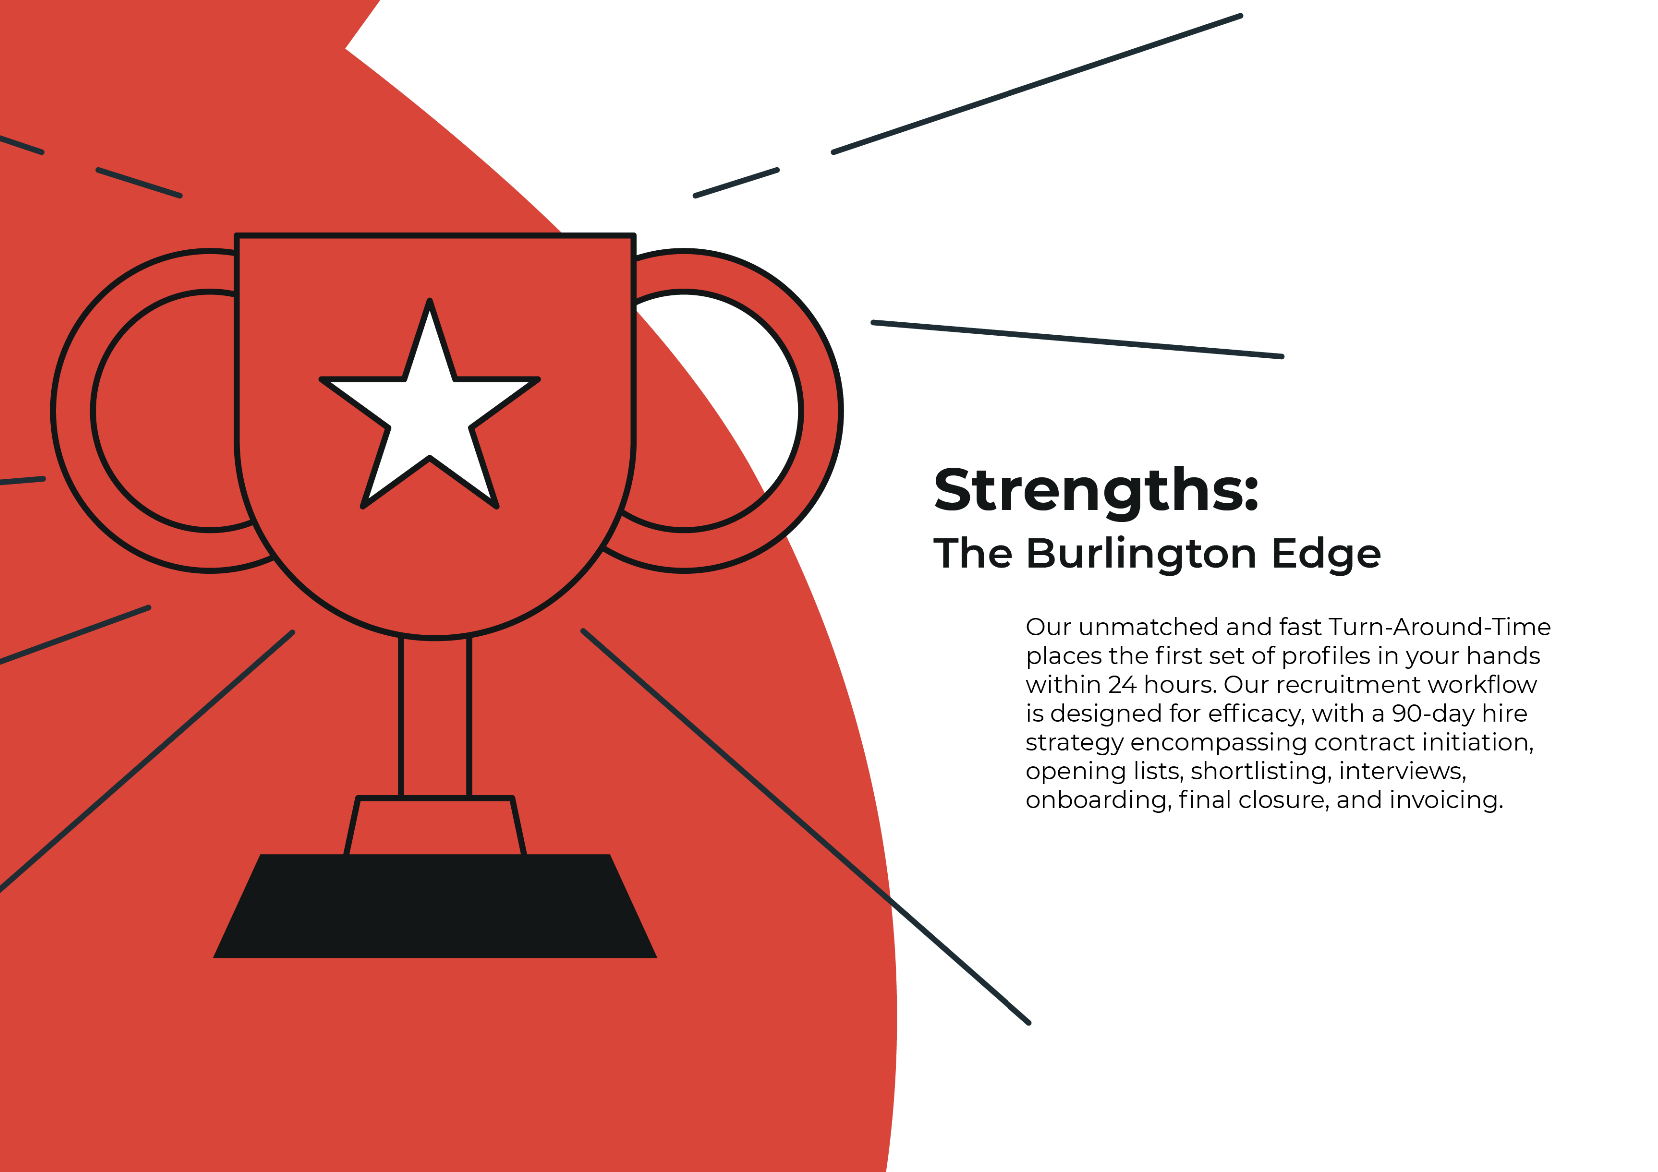 Strengths:
The Burlington Edge
Our unmatched and fast Turn-Around-Time
places the first set of profiles in your hands
within 24 hours. Our recruitment workflow
is designed for efficacy, with a 90-day hire
strategy encompassing contract initiation,
opening lists, shortlisting, interviews,
onboarding, final closure, and invoicing.